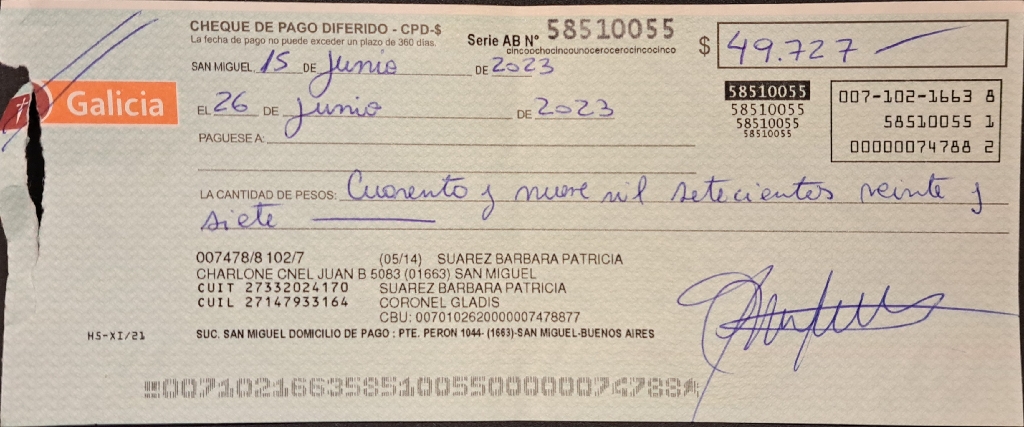 CHEQUE DE PAGO DIFERIDO - CPD-$
La fecha de pago no puede exceder un plazo de 360 días.
Serie AB N° 58510055
cincoochocincounocerocerocincocinco
$ 49.727
SAN MIGUEL 15 DE Junio DE 2023
Galicia
EL 26 DE Junio DE 2023
PAGUESE A:
58510055
58510055
58510055
58510055
007-102-1663 8
58510055 1
00000074788 2
LA CANTIDAD DE PESOS: Cuarenta y nueve mil setecientos veinte y
siete
007478/8 102/7 (05/14) SUAREZ BARBARA PATRICIA
CHARLONE CNEL JUAN B 5083 (01663) SAN MIGUEL
CUIT 27332024170 SUAREZ BARBARA PATRICIA
CUIL 27147933164 CORONEL GLADIS
CBU: 0070102620000007478877
HS-XI/21
SUC. SAN MIGUEL DOMICILIO DE PAGO : PTE. PERON 1044- (1663)-SAN MIGUEL-BUENOS AIRES
00710216635851005500000074788